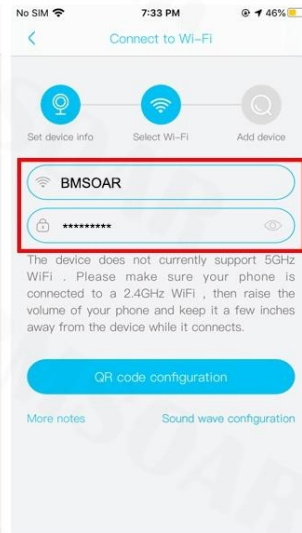 No SIM 7:33 PM 46%
Connect to Wi-Fi
Set device info Select Wi-Fi Add device
BMSOAR
*********
The device does not currently support 5GHz
WiFi . Please make sure your phone is
connected to a 2.4GHz WiFi , then raise the
volume of your phone and keep it a few inches
away from the device while it connects.
QR code configuration
More notes Sound wave configuration